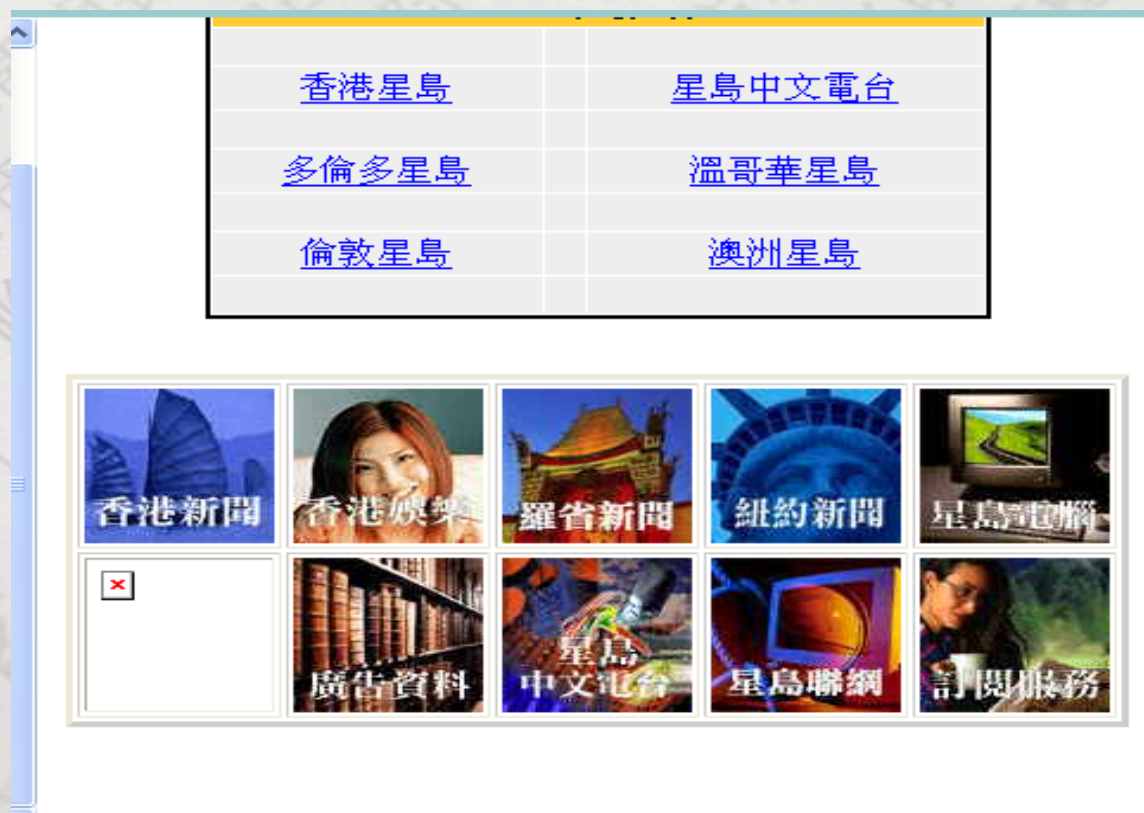 香港星島 星島中文電台
多倫多星島 溫哥華星島
倫敦星島 澳洲星島
香港新聞 香港娛樂 羅省新聞 紐約新聞 星島電腦
廣告資料 星島中文電台 星島聯網 訂閱服務